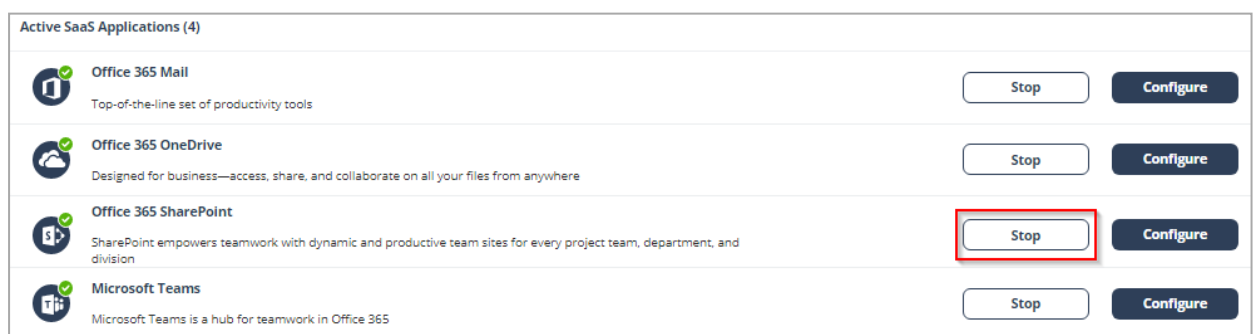 Active SaaS Applications (4)
Office 365 Mail
Top-of-the-line set of productivity tools
Stop
Configure
Office 365 OneDrive
Designed for business—access, share, and collaborate on all your files from anywhere
Stop
Configure
Office 365 SharePoint
SharePoint empowers teamwork with dynamic and productive team sites for every project team, department, and
division
Stop
Configure
Microsoft Teams
Microsoft Teams is a hub for teamwork in Office 365
Stop
Configure